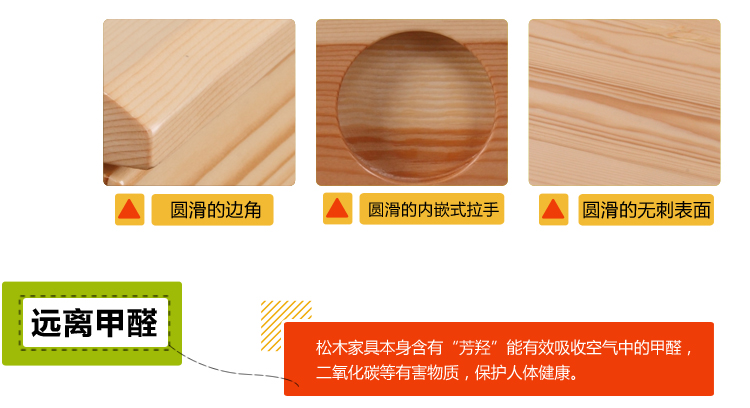 圆滑的边角
圆滑的内嵌式拉手
圆滑的无刺表面
远离甲醛
松木家具本身含有“芳羟”能有效吸收空气中的甲醛，
二氧化碳等有害物质，保护人体健康。